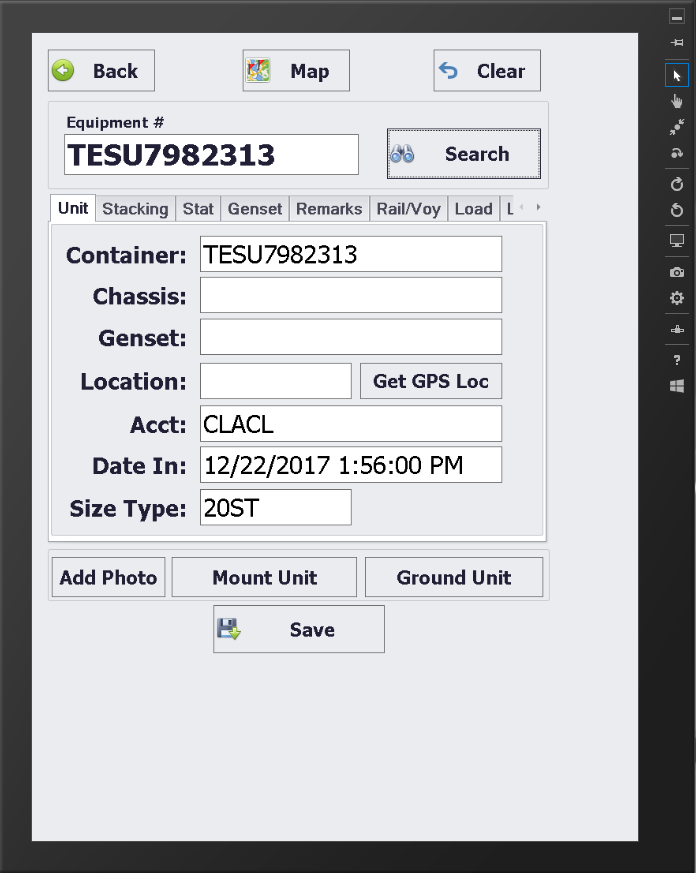 Back Map Clear
Equipment #
TESU7982313 Search
Unit Stacking Stat Genset Remarks Rail/Voy Load L
Container: TESU7982313
Chassis:
Genset:
Location: Get GPS Loc
Acct: CLACL
Date In: 12/22/2017 1:56:00 PM
Size Type: 20ST
Add Photo Mount Unit Ground Unit
Save
?